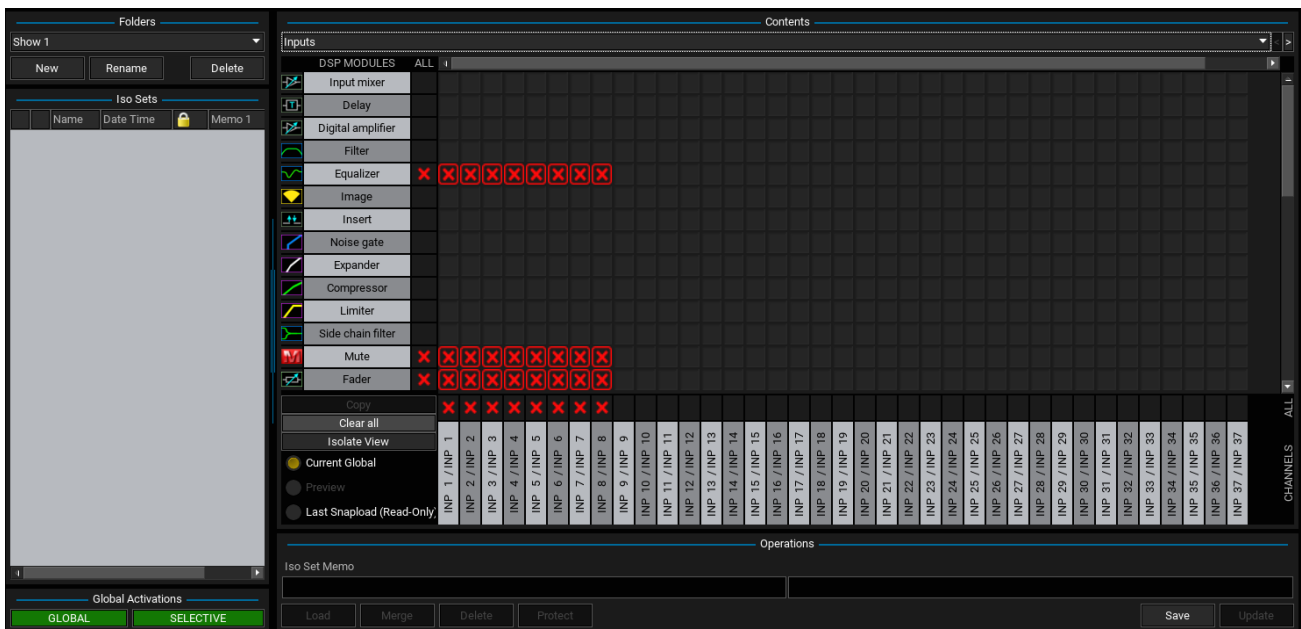 Folders
Show 1
New Rename Delete
Iso Sets
Name Date Time Memo 1
Global Activations
GLOBAL SELECTIVE
Contents
Inputs
< >
DSP MODULES ALL
Input mixer
Delay
Digital amplifier
Filter
Equalizer
Image
Insert
Noise gate
Expander
Compressor
Limiter
Side chain filter
Mute
Fader
Copy
Clear all
Isolate View
Current Global
Preview
Last Snapload (Read-Only)
INP 1 / INP 1
INP 2 / INP 2
INP 3 / INP 3
INP 4 / INP 4
INP 5 / INP 5
INP 6 / INP 6
INP 7 / INP 7
INP 8 / INP 8
INP 9 / INP 9
INP 10 / INP 10
INP 11 / INP 11
INP 12 / INP 12
INP 13 / INP 13
INP 14 / INP 14
INP 15 / INP 15
INP 16 / INP 16
INP 17 / INP 17
INP 18 / INP 18
INP 19 / INP 19
INP 20 / INP 20
INP 21 / INP 21
INP 22 / INP 22
INP 23 / INP 23
INP 24 / INP 24
INP 25 / INP 25
INP 26 / INP 26
INP 27 / INP 27
INP 28 / INP 28
INP 29 / INP 29
INP 30 / INP 30
INP 31 / INP 31
INP 32 / INP 32
INP 33 / INP 33
INP 34 / INP 34
INP 35 / INP 35
INP 36 / INP 36
INP 37 / INP 37
ALL
CHANNELS
Operations
Iso Set Memo
Load Merge Delete Protect Save Update